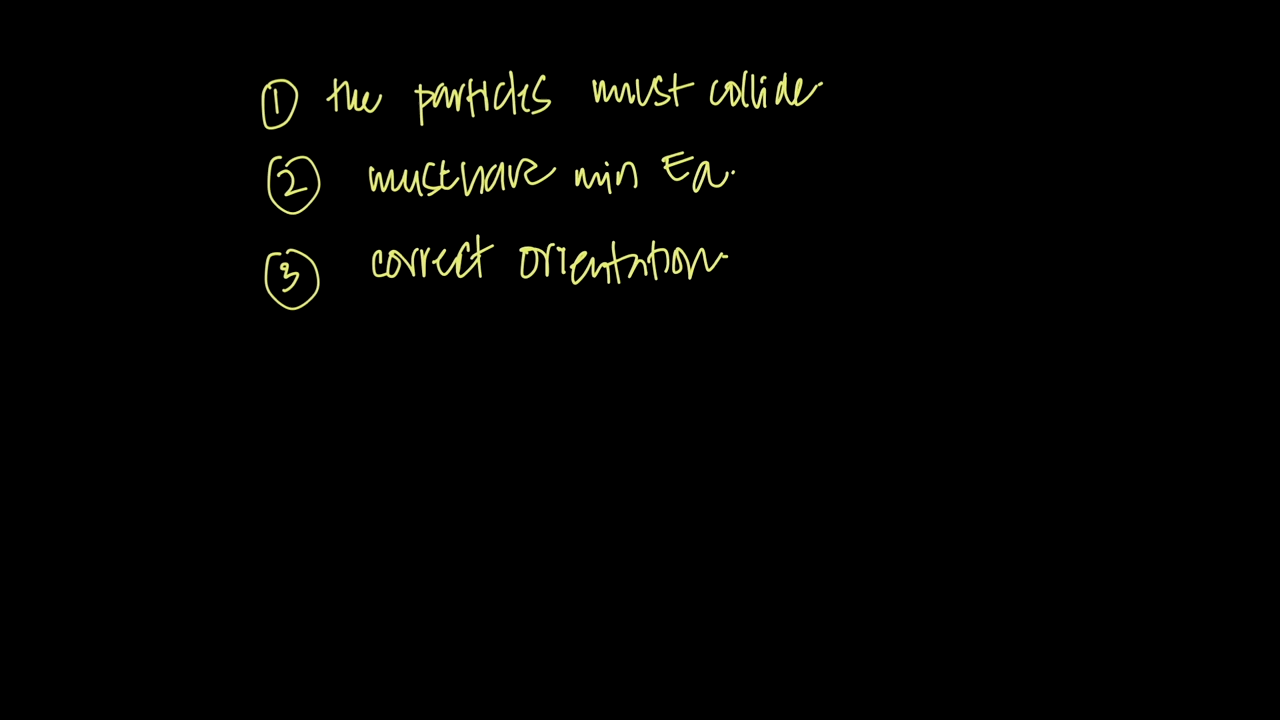 ① the particles must collide.
② must have min Ea.
③ correct orientation.